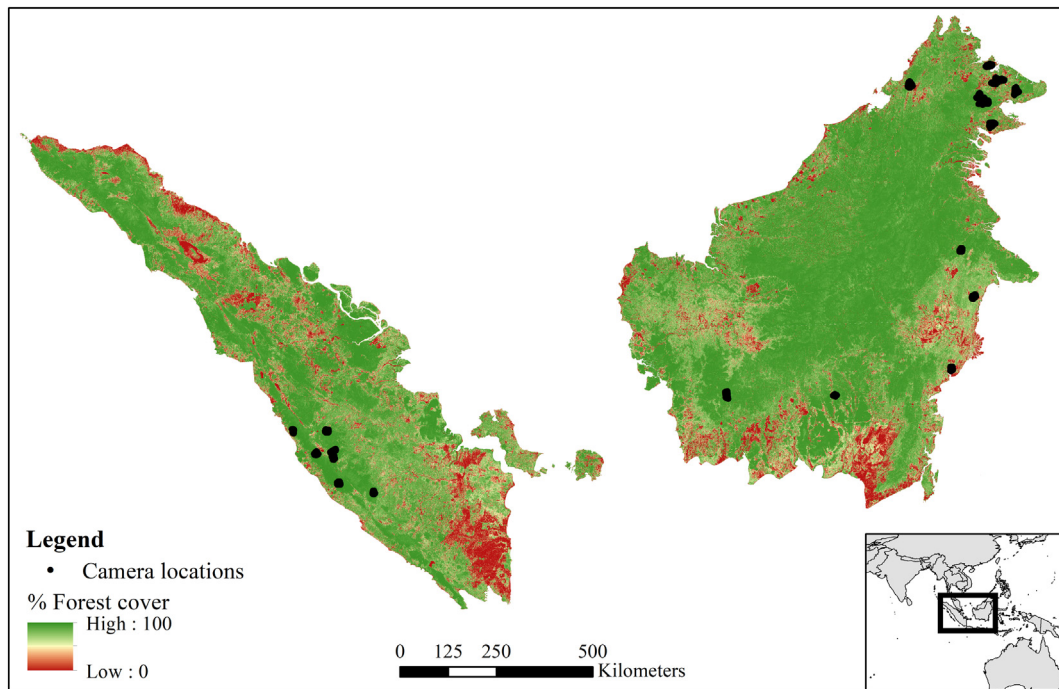 Legend
Camera locations
% Forest cover
High : 100
Low : 0
0 125 250 500
Kilometers